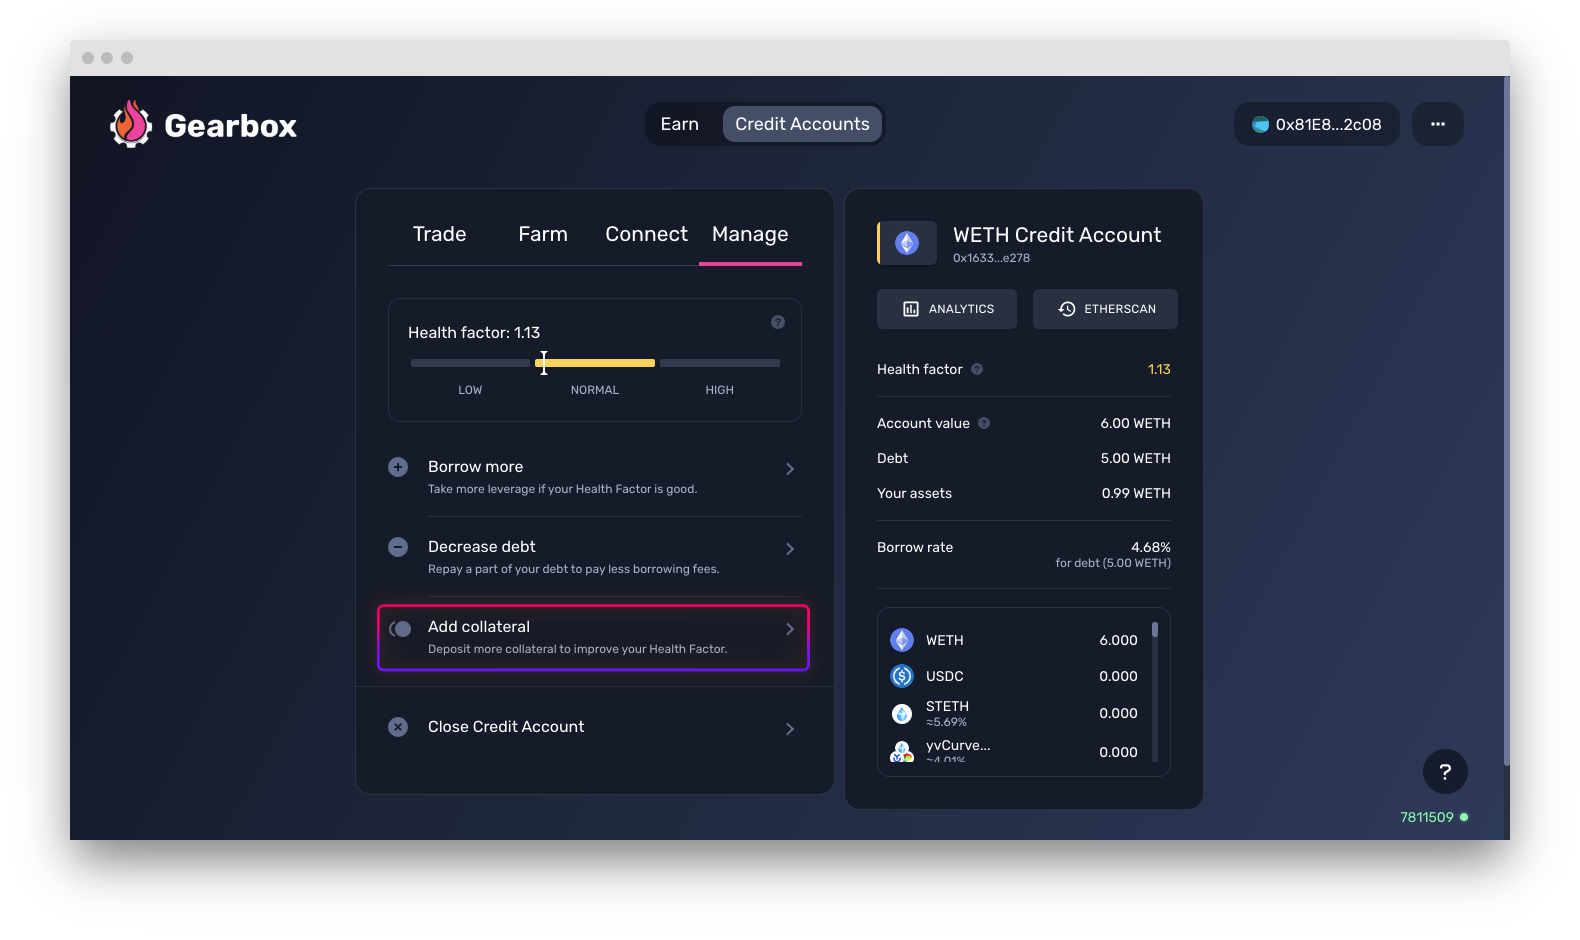 Gearbox
Earn
Credit Accounts
0x81E8...2c08
...
Trade
Farm
Connect
Manage
Health factor: 1.13
?
LOW
NORMAL
HIGH
Borrow more
Take more leverage if your Health Factor is good.
Decrease debt
Repay a part of your debt to pay less borrowing fees.
Add collateral
Deposit more collateral to improve your Health Factor.
Close Credit Account
WETH Credit Account
0x1633...e278
ANALYTICS
ETHERSCAN
Health factor ? 1.13
Account value ? 6.00 WETH
Debt 5.00 WETH
Your assets 0.99 WETH
Borrow rate 4.68%
for debt (5.00 WETH)
WETH 6.000
USDC 0.000
STETH 0.000
≈5.69%
yvCurve... 0.000
≈4.01%
?
7811509